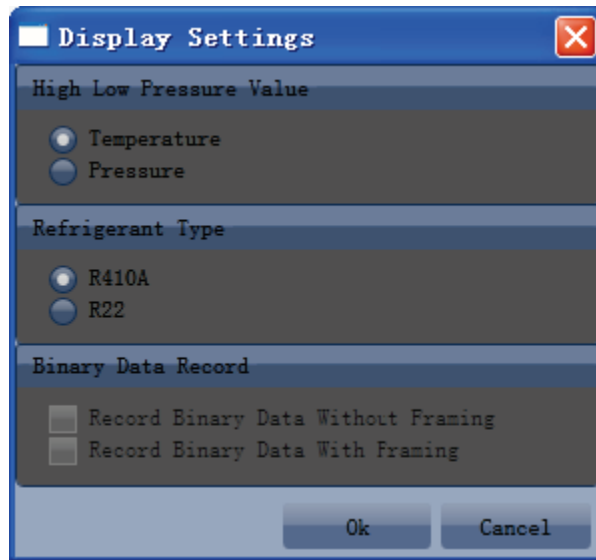 Display Settings
High Low Pressure Value
Temperature
Pressure
Refrigerant Type
R410A
R22
Binary Data Record
Record Binary Data Without Framing
Record Binary Data With Framing
Ok
Cancel